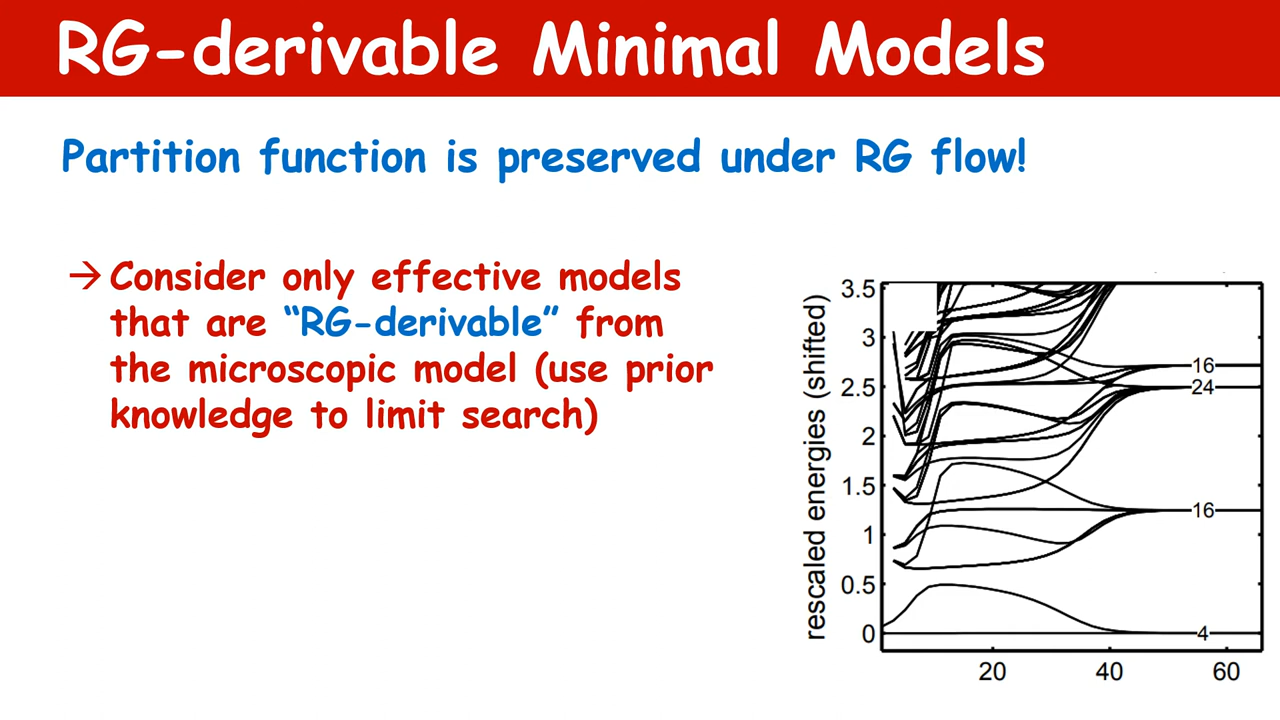 RG-derivable Minimal Models
Partition function is preserved under RG flow!
→ Consider only effective models
that are “RG-derivable” from
the microscopic model (use prior
knowledge to limit search)
rescaled energies (shifted)
3.5
3
2.5
2
1.5
1
0.5
0
16
24
16
4
20 40 60